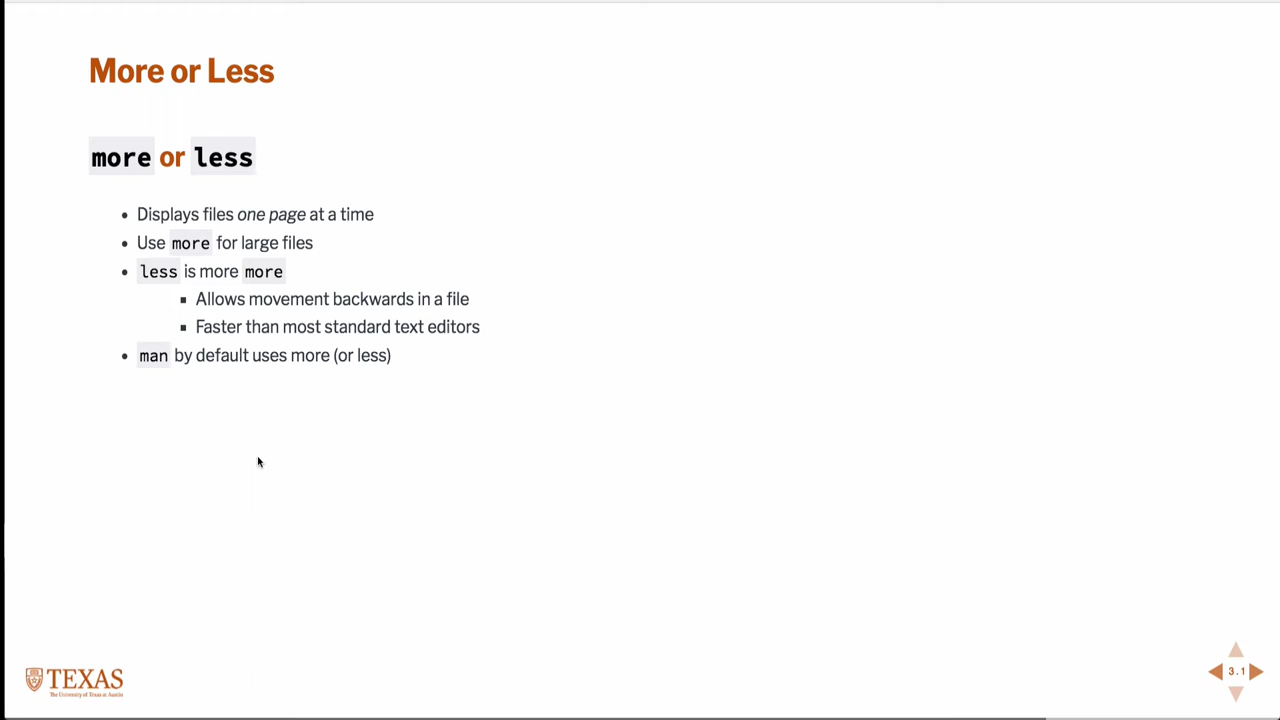 More or Less
more or less
• Displays files one page at a time
• Use more for large files
• less is more more
▪ Allows movement backwards in a file
▪ Faster than most standard text editors
• man by default uses more (or less)
TEXAS
The University of Texas at Austin
3.1